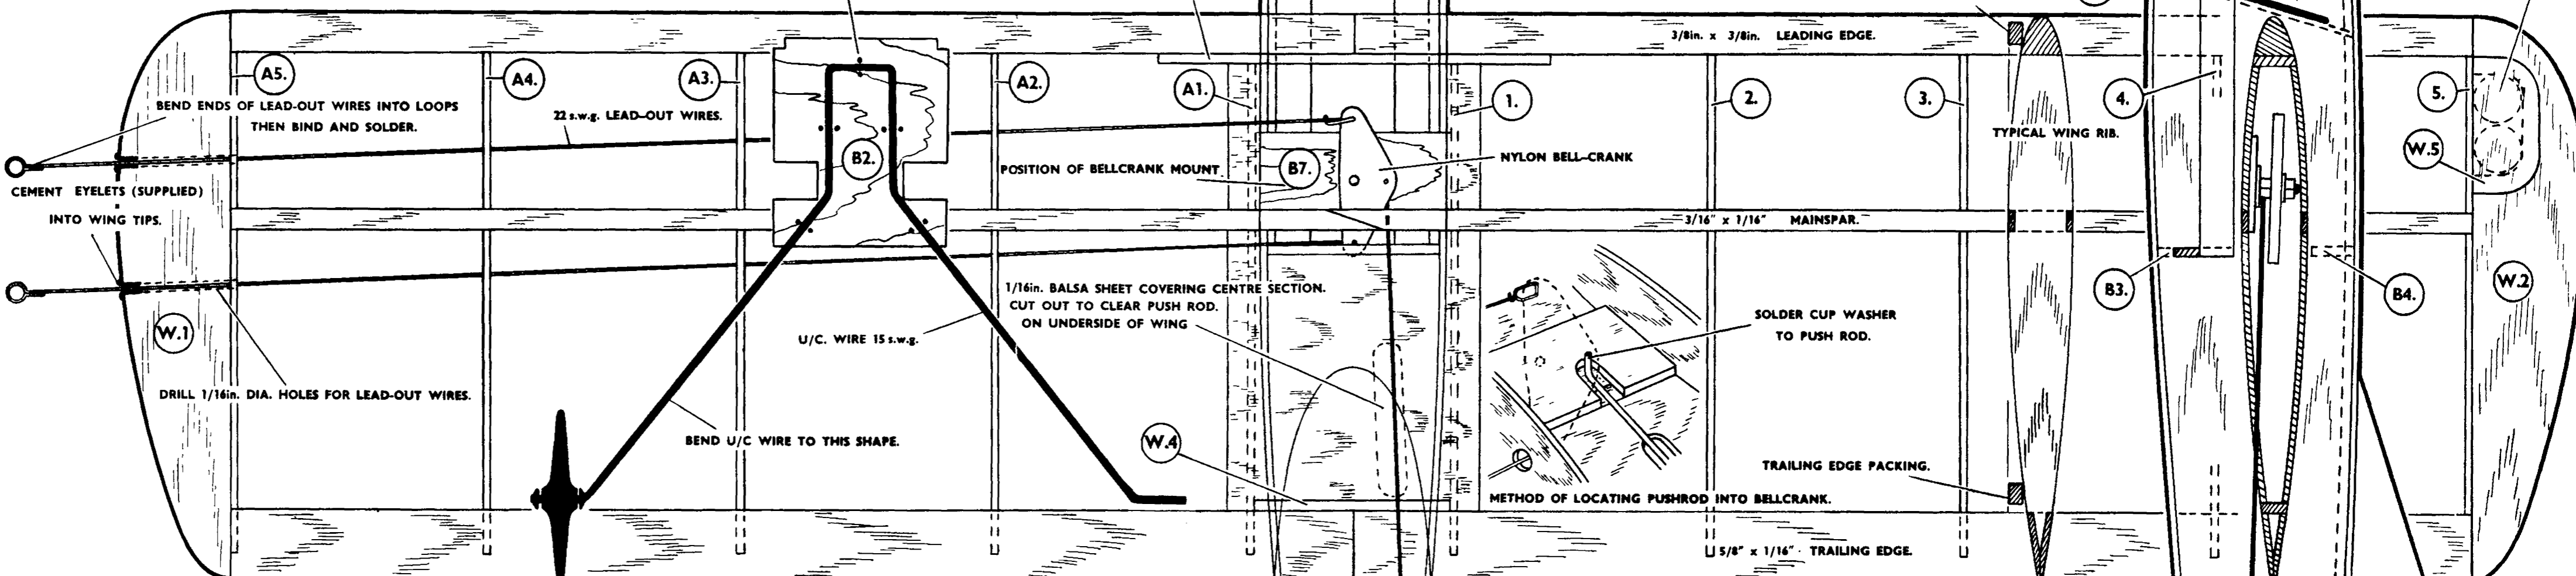 3/8in. x 3/8in. LEADING EDGE.
A5.
A4.
A3.
A2.
A1.
1.
2.
3.
4.
5.
BEND ENDS OF LEAD-OUT WIRES INTO LOOPS
THEN BIND AND SOLDER.
22 s.w.g. LEAD-OUT WIRES.
TYPICAL WING RIB.
W.5
B2.
POSITION OF BELLCRANK MOUNT
B7.
NYLON BELL-CRANK
CEMENT EYELETS (SUPPLIED)
INTO WING TIPS.
3/16" x 1/16" MAINSPAR.
1/16in. BALSA SHEET COVERING CENTRE SECTION.
CUT OUT TO CLEAR PUSH ROD.
ON UNDERSIDE OF WING
B3.
B4.
W.2
W.1
U/C. WIRE 15 s.w.g.
SOLDER CUP WASHER
TO PUSH ROD.
DRILL 1/16in. DIA. HOLES FOR LEAD-OUT WIRES.
BEND U/C WIRE TO THIS SHAPE.
W.4
TRAILING EDGE PACKING.
METHOD OF LOCATING PUSHROD INTO BELLCRANK.
5/8" x 1/16" TRAILING EDGE.